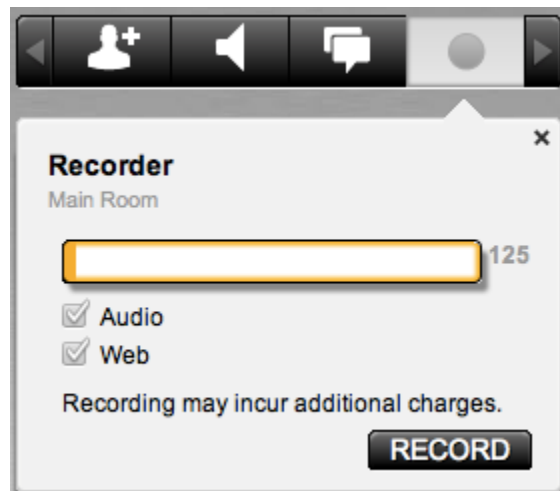 Recorder
Main Room
125
Audio
Web
Recording may incur additional charges.
RECORD